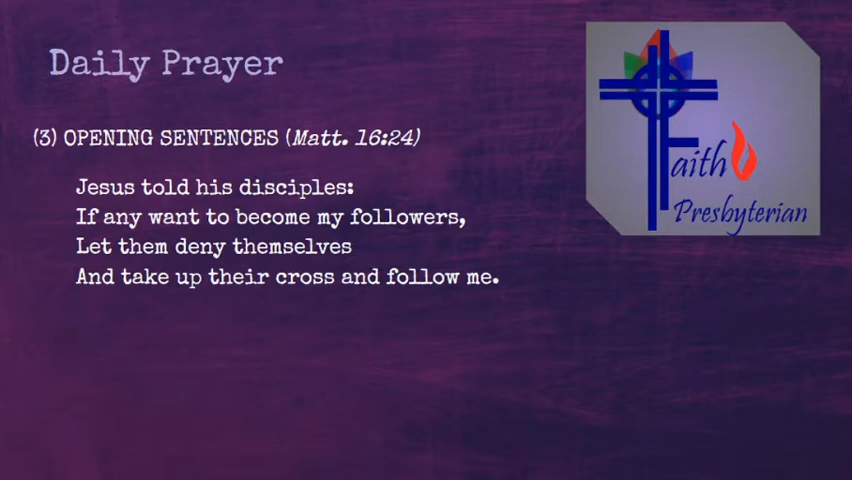 Daily Prayer
(3) OPENING SENTENCES (Matt. 16:24)
Jesus told his disciples:
If any want to become my followers,
Let them deny themselves
And take up their cross and follow me.
Faith
Presbyterian